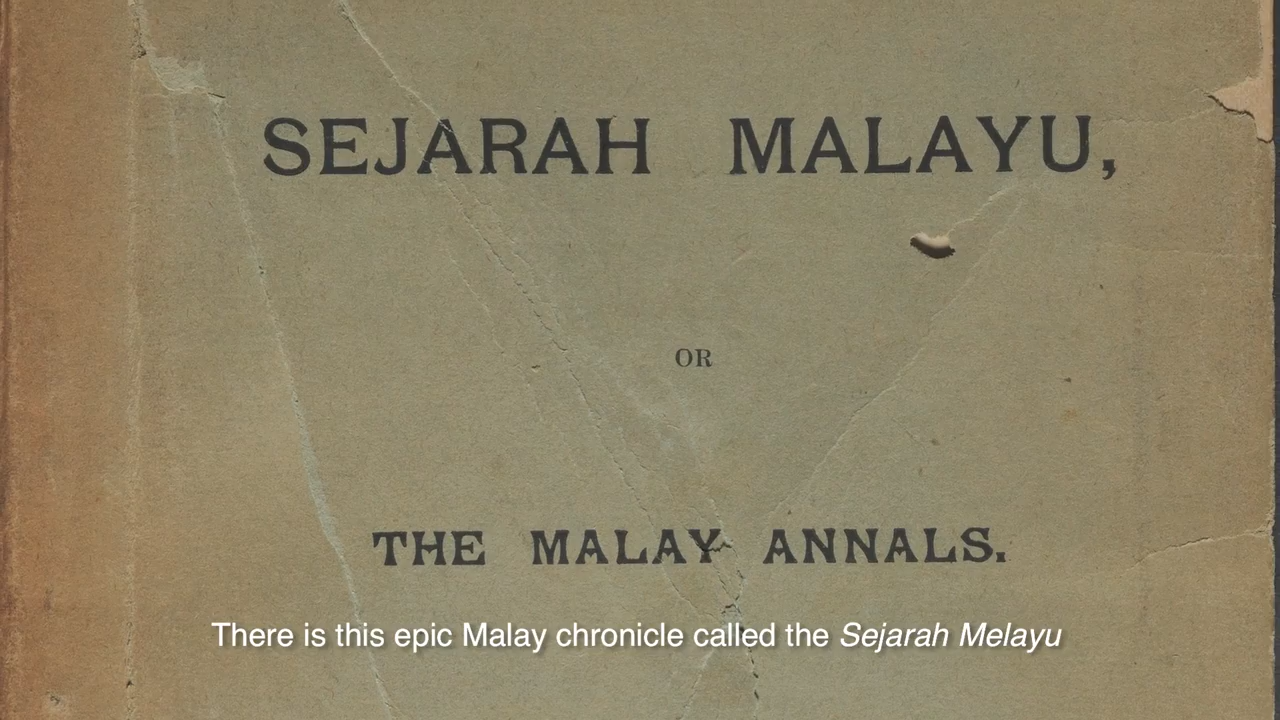 SEJARAH MALAYU,
OR
THE MALAY ANNALS.
There is this epic Malay chronicle called the Sejarah Melayu